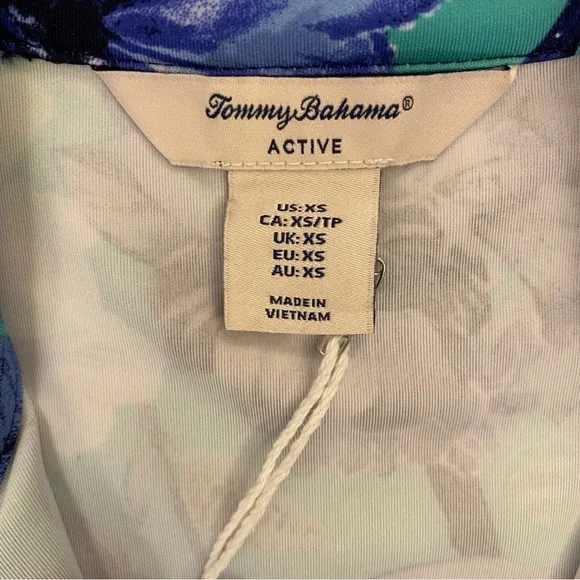 Tommy Bahama®
ACTIVE
US: XS
CA: XS/TP
UK: XS
EU: XS
AU: XS
MADE IN
VIETNAM